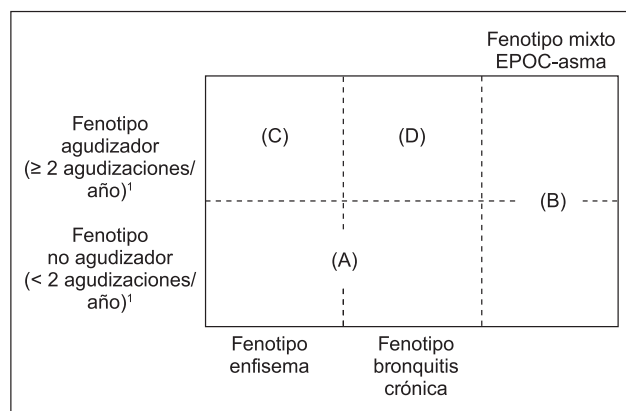 Fenotipo mixto
EPOC-asma
Fenotipo
agudizador
(≥ 2 agudizaciones/
año)¹
(C)
(D)
(B)
Fenotipo
no agudizador
(< 2 agudizaciones/
año)¹
(A)
Fenotipo
enfisema
Fenotipo
bronquitis
crónica